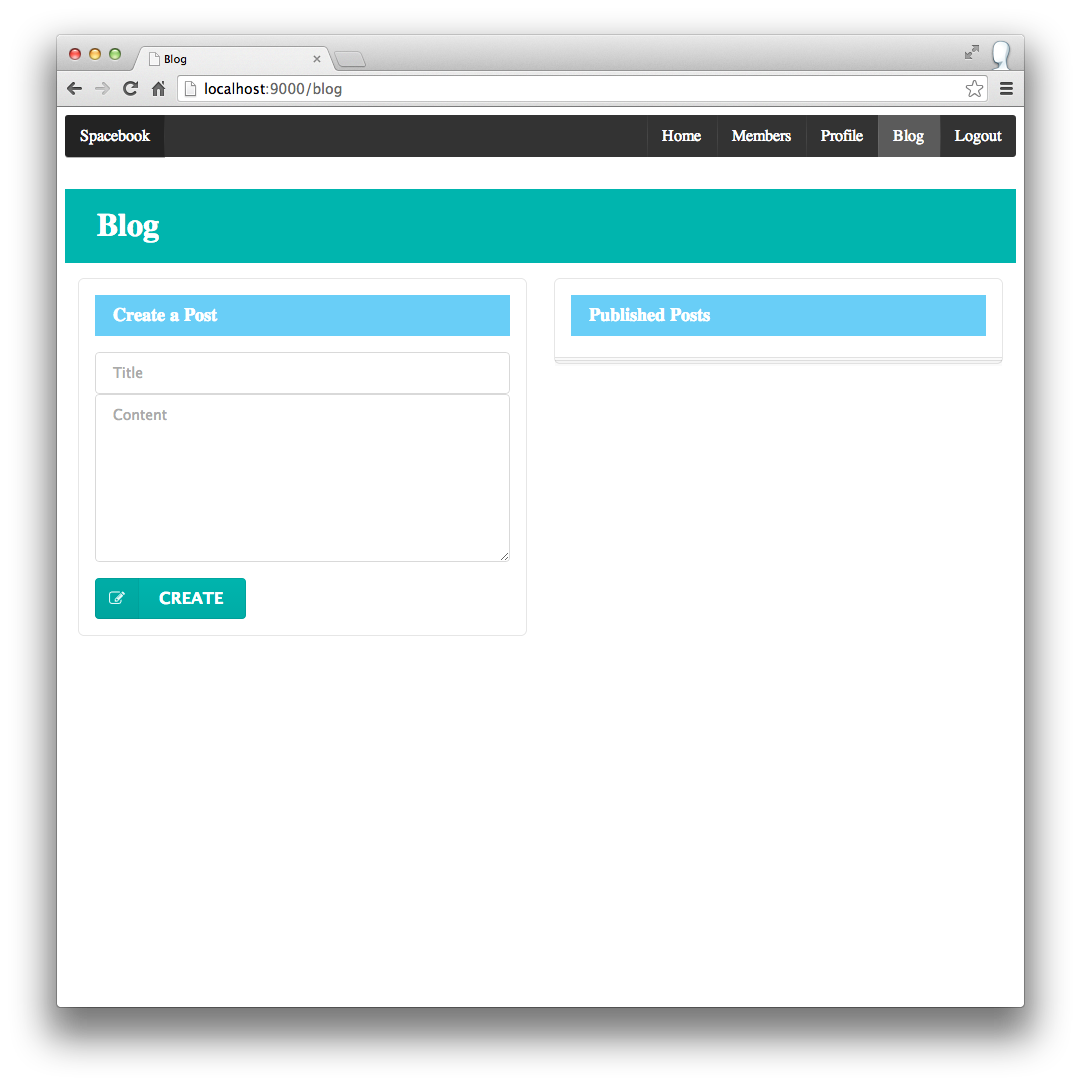 Blog
localhost:9000/blog
Spacebook Home Members Profile Blog Logout
Blog
Create a Post
Title
Content
CREATE
Published Posts